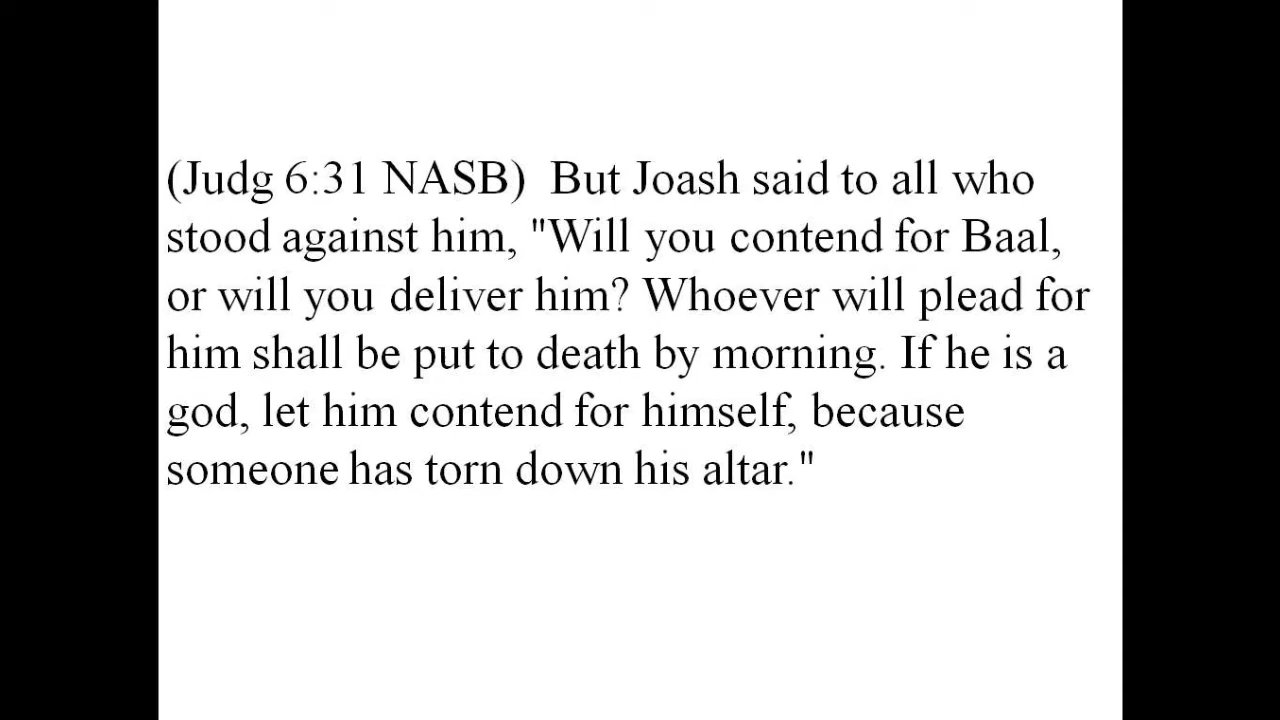 (Judg 6:31 NASB)  But Joash said to all who
stood against him, "Will you contend for Baal,
or will you deliver him? Whoever will plead for
him shall be put to death by morning. If he is a
god, let him contend for himself, because
someone has torn down his altar."